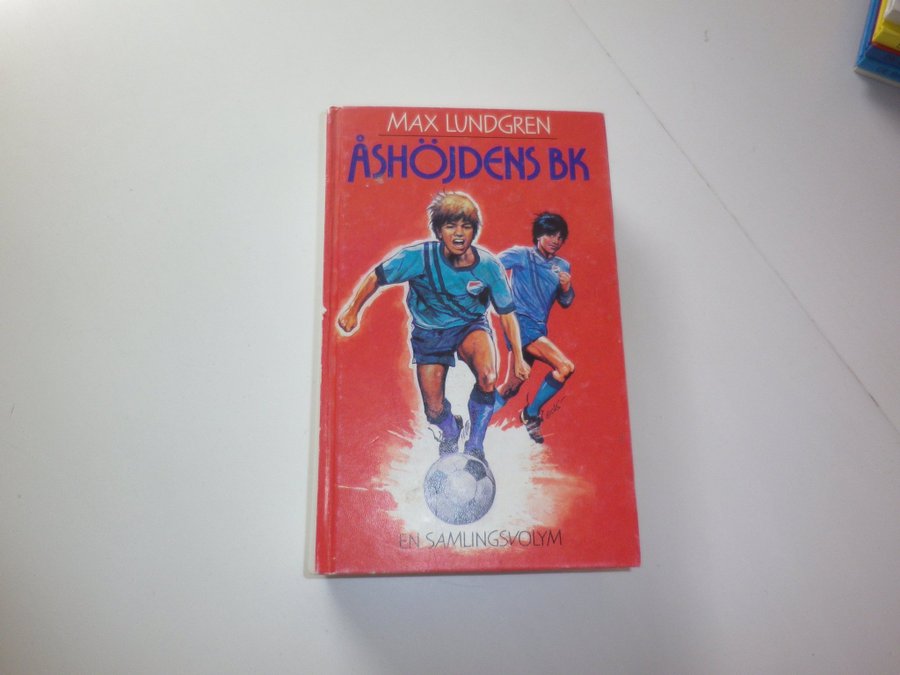 MAX LUNDGREN
ÅSHÖJDENS BK
EN SAMLINGSVOLYM